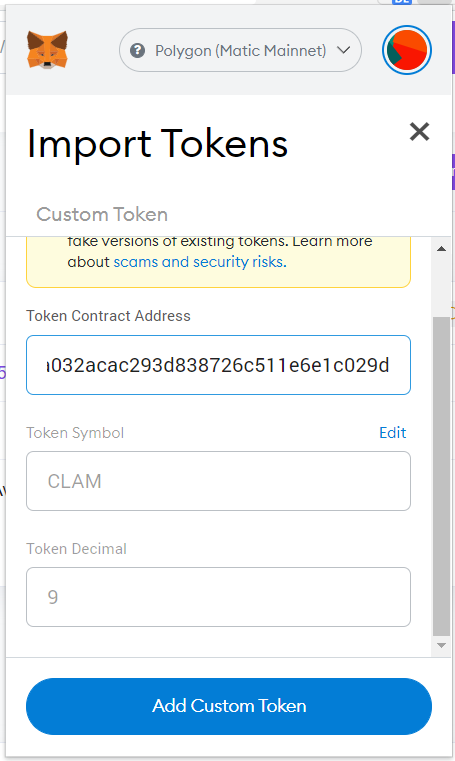 Polygon (Matic Mainnet)
Import Tokens
Custom Token
fake versions of existing tokens. Learn more
about scams and security risks.
Token Contract Address
032acac293d838726c511e6e1c029d
Token Symbol
Edit
CLAM
Token Decimal
9
Add Custom Token